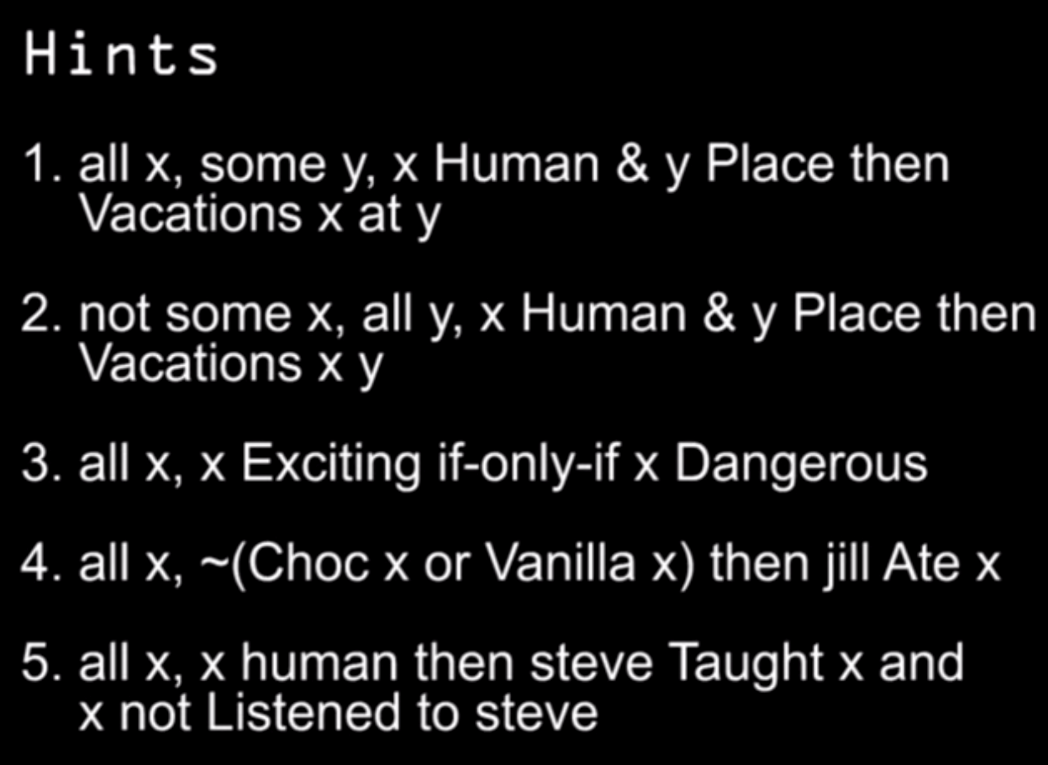 Hints
1. all x, some y, x Human & y Place then
Vacations x at y
2. not some x, all y, x Human & y Place then
Vacations x y
3. all x, x Exciting if-only-if x Dangerous
4. all x, ~(Choc x or Vanilla x) then jill Ate x
5. all x, x human then steve Taught x and
x not Listened to steve